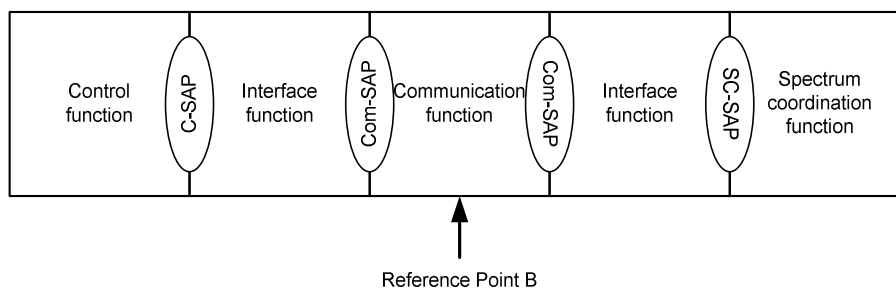 Control
function
C-SAP
Interface
function
Com-SAP
Communication
function
Com-SAP
Interface
function
SC-SAP
Spectrum
coordination
function
Reference Point B